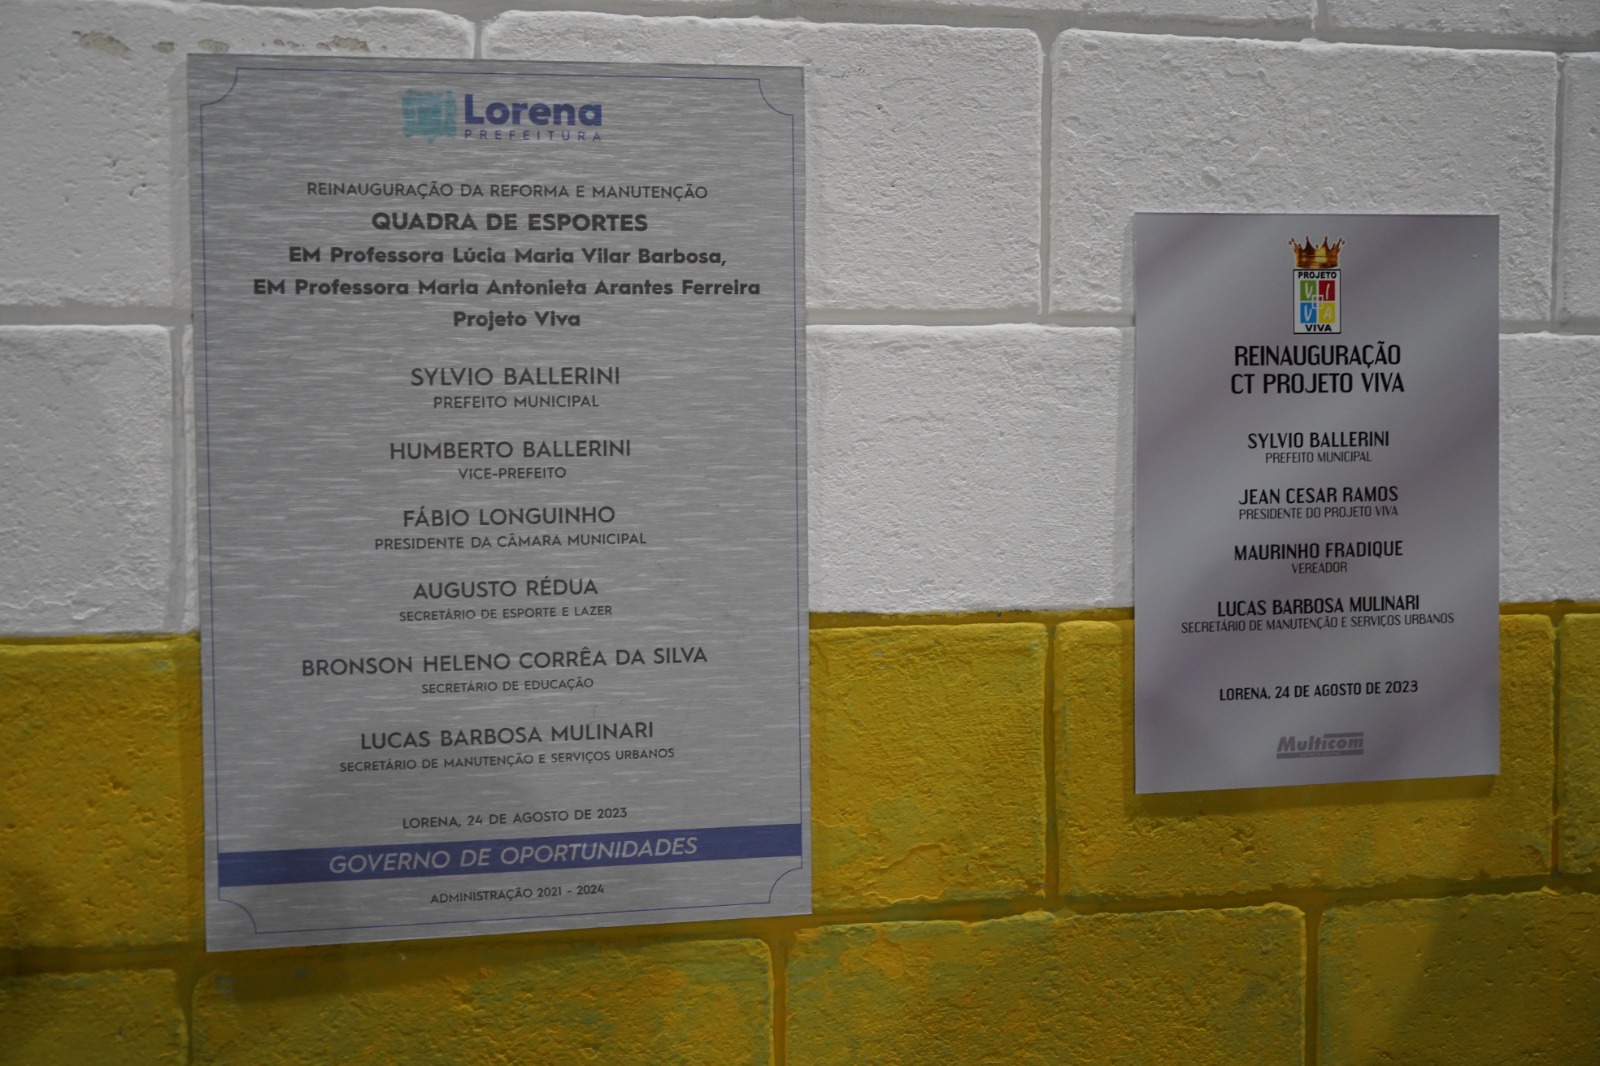 Lorena
PREFEITURA
REINAUGURAÇÃO DA REFORMA E MANUTENÇÃO
QUADRA DE ESPORTES
EM Professora Lúcia Maria Vilar Barbosa,
EM Professora Maria Antonieta Arantes Ferreira
Projeto Viva
SYLVIO BALLERINI
PREFEITO MUNICIPAL
HUMBERTO BALLERINI
VICE-PREFEITO
FÁBIO LONGUINHO
PRESIDENTE DA CÂMARA MUNICIPAL
AUGUSTO RÉDUA
SECRETÁRIO DE ESPORTE E LAZER
BRONSON HELENO CORRÊA DA SILVA
SECRETÁRIO DE EDUCAÇÃO
LUCAS BARBOSA MULINARI
SECRETÁRIO DE MANUTENÇÃO E SERVIÇOS URBANOS
LORENA, 24 DE AGOSTO DE 2023
GOVERNO DE OPORTUNIDADES
ADMINISTRAÇÃO 2021 - 2024
PROJETO
VI
VA
VIVA
REINAUGURAÇÃO
CT PROJETO VIVA
SYLVIO BALLERINI
PREFEITO MUNICIPAL
JEAN CESAR RAMOS
PRESIDENTE DO PROJETO VIVA
MAURINHO FRADIQUE
VEREADOR
LUCAS BARBOSA MULINARI
SECRETÁRIO DE MANUTENÇÃO E SERVIÇOS URBANOS
LORENA, 24 DE AGOSTO DE 2023
Multicom